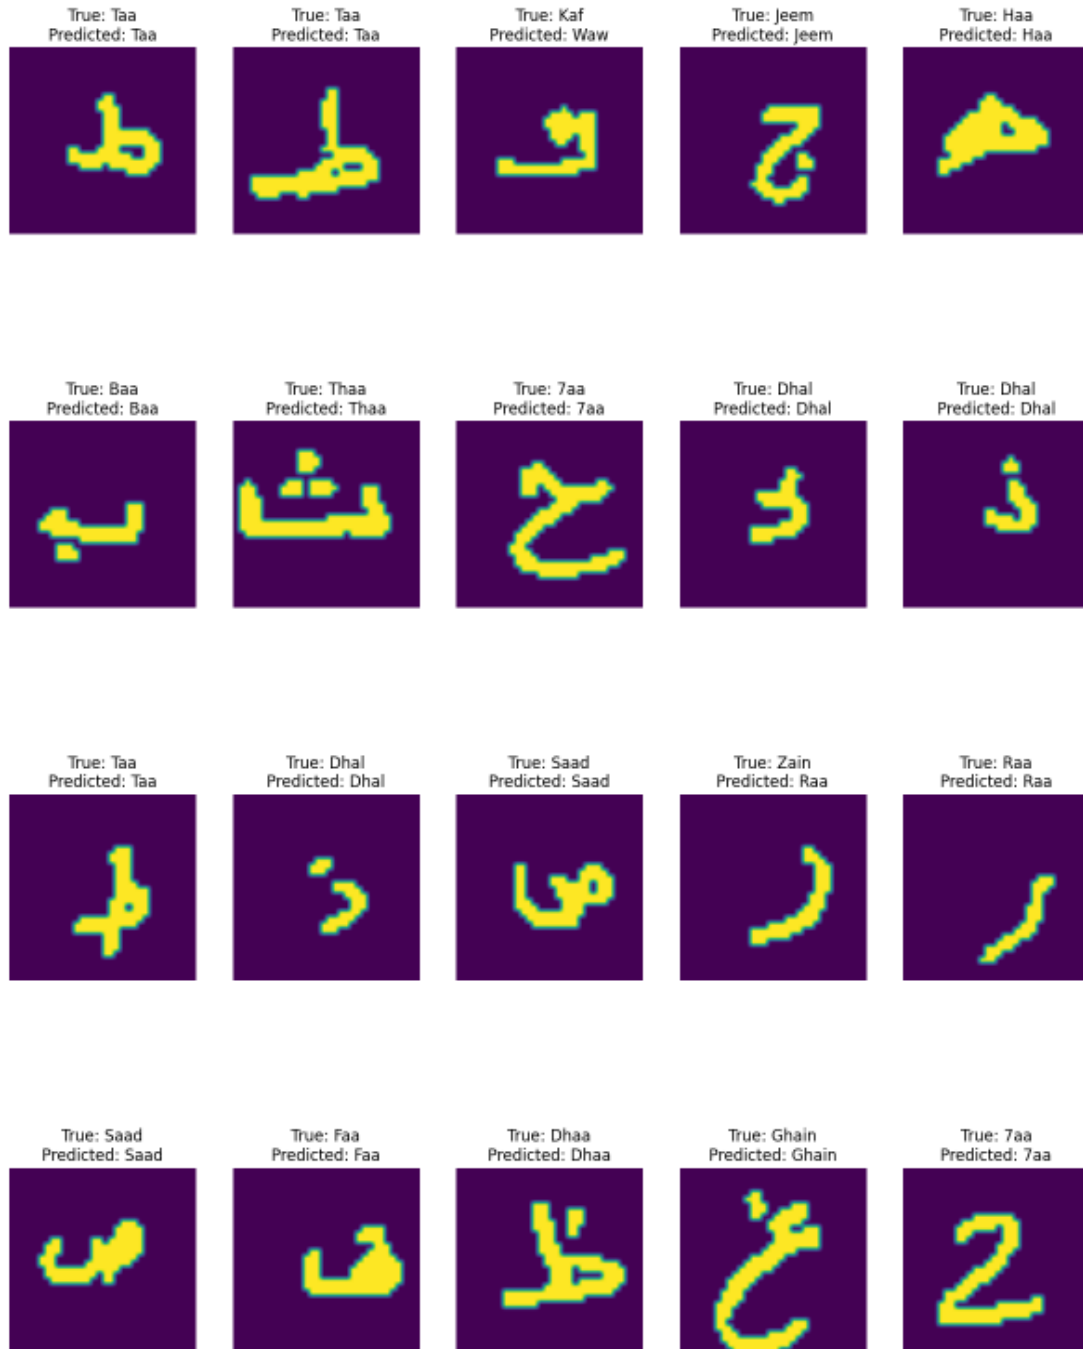 True: Taa True: Taa True: Kaf True: Jeem True: Haa
Predicted: Taa Predicted: Taa Predicted: Waw Predicted: Jeem Predicted: Haa
ط ط ك ج ه
True: Baa True: Thaa True: 7aa True: Dhal True: Dhal
Predicted: Baa Predicted: Thaa Predicted: 7aa Predicted: Dhal Predicted: Dhal
ب ث ح ذ ذ
True: Taa True: Dhal True: Saad True: Zain True: Raa
Predicted: Taa Predicted: Dhal Predicted: Saad Predicted: Raa Predicted: Raa
ط ذ ص ر ر
True: Saad True: Faa True: Dhaa True: Ghain True: 7aa
Predicted: Saad Predicted: Faa Predicted: Dhaa Predicted: Ghain Predicted: 7aa
ص ف ظ غ ح